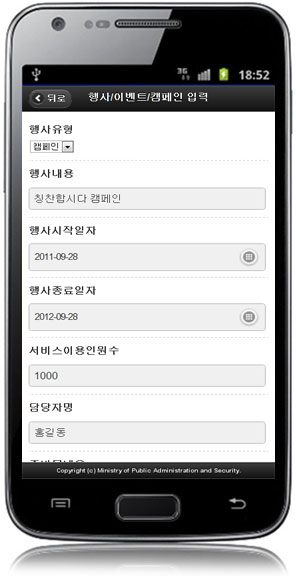 3G
18:52
뒤로
행사/이벤트/캠페인 입력
행사유형
캠페인
행사내용
칭찬합시다 캠페인
행사시작일자
2011-09-28
행사종료일자
2012-09-28
서비스이용인원수
1000
담당자명
홍길동
Copyright (c) Ministry of Public Administration and Security.